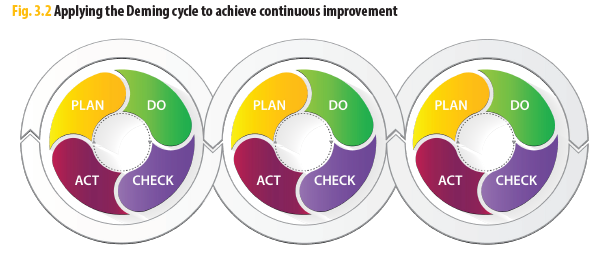 Fig. 3.2 Applying the Deming cycle to achieve continuous improvement
PLAN DO
ACT CHECK
PLAN DO
ACT CHECK
PLAN DO
ACT CHECK